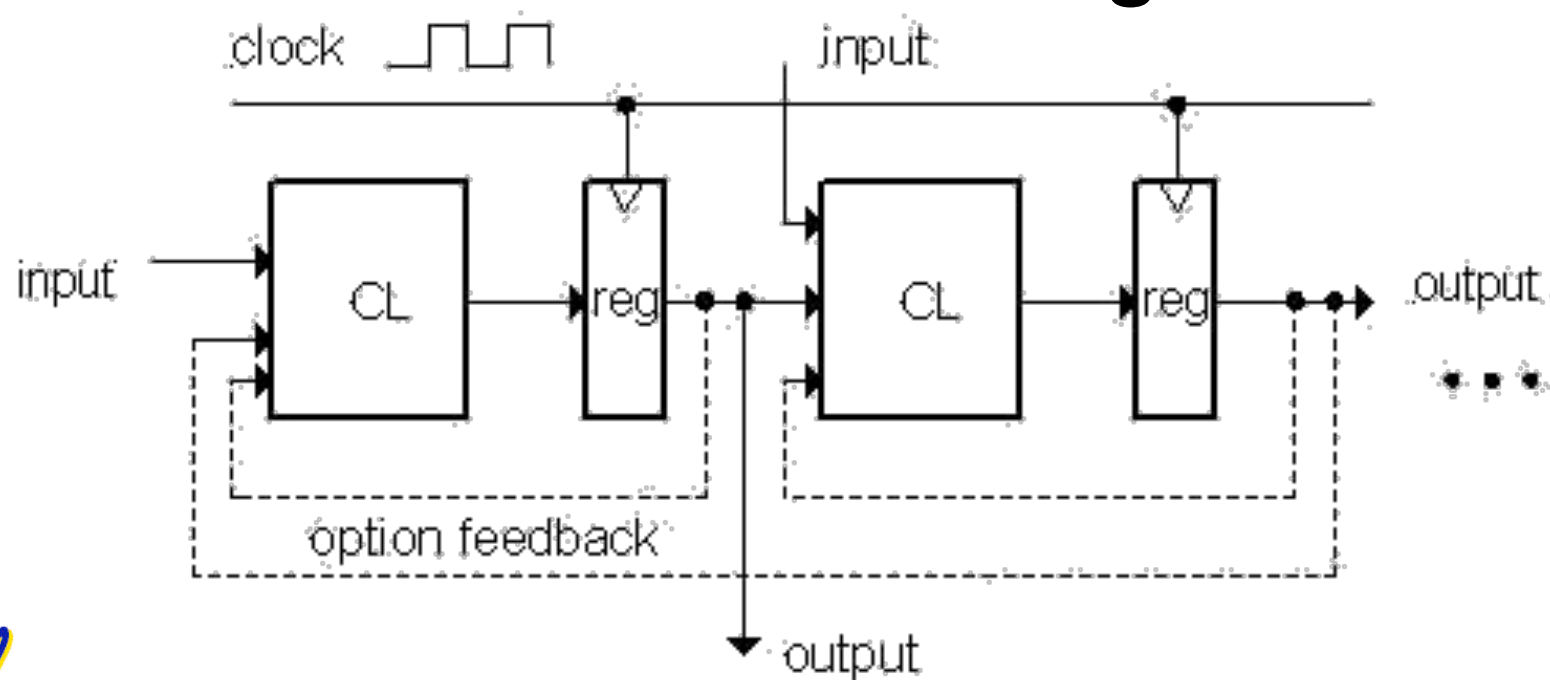 clock
input
input
CL
reg
CL
reg
output
option feedback
output